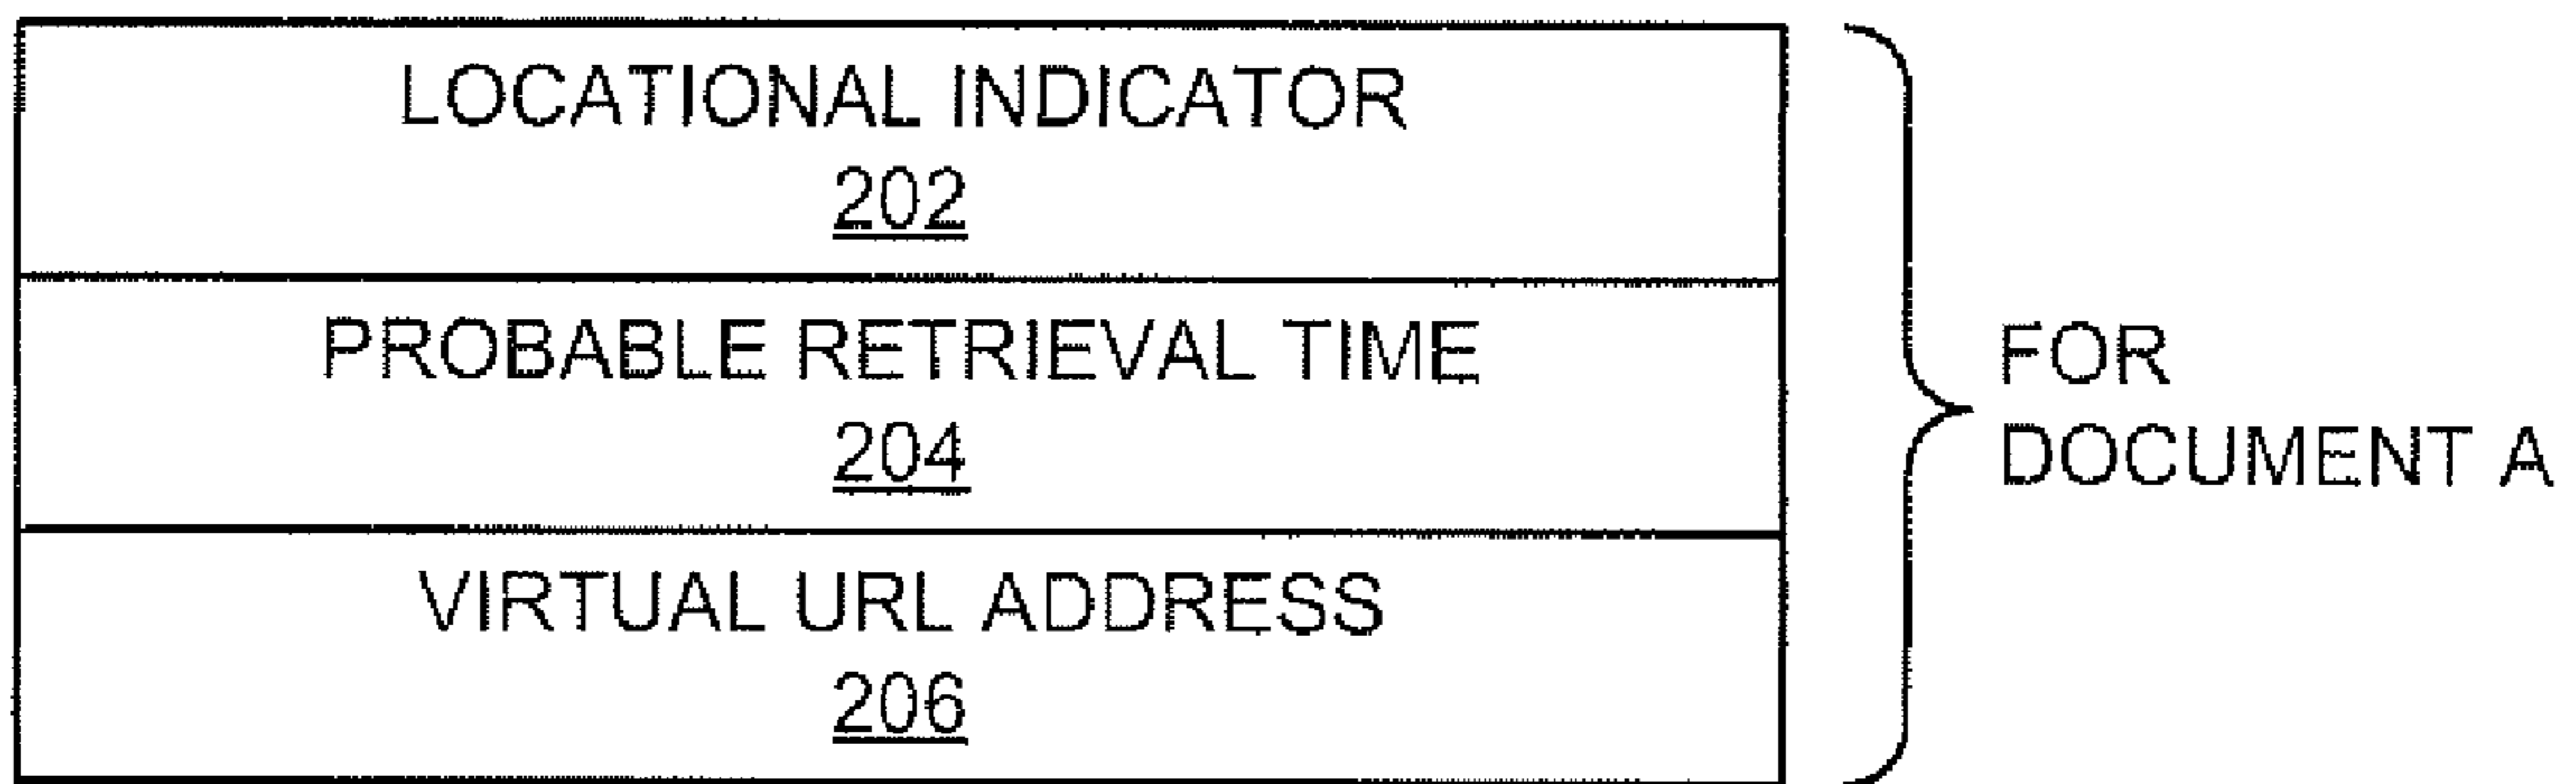 LOCATIONAL INDICATOR
202
PROBABLE RETRIEVAL TIME
204
VIRTUAL URL ADDRESS
206
FOR
DOCUMENT A